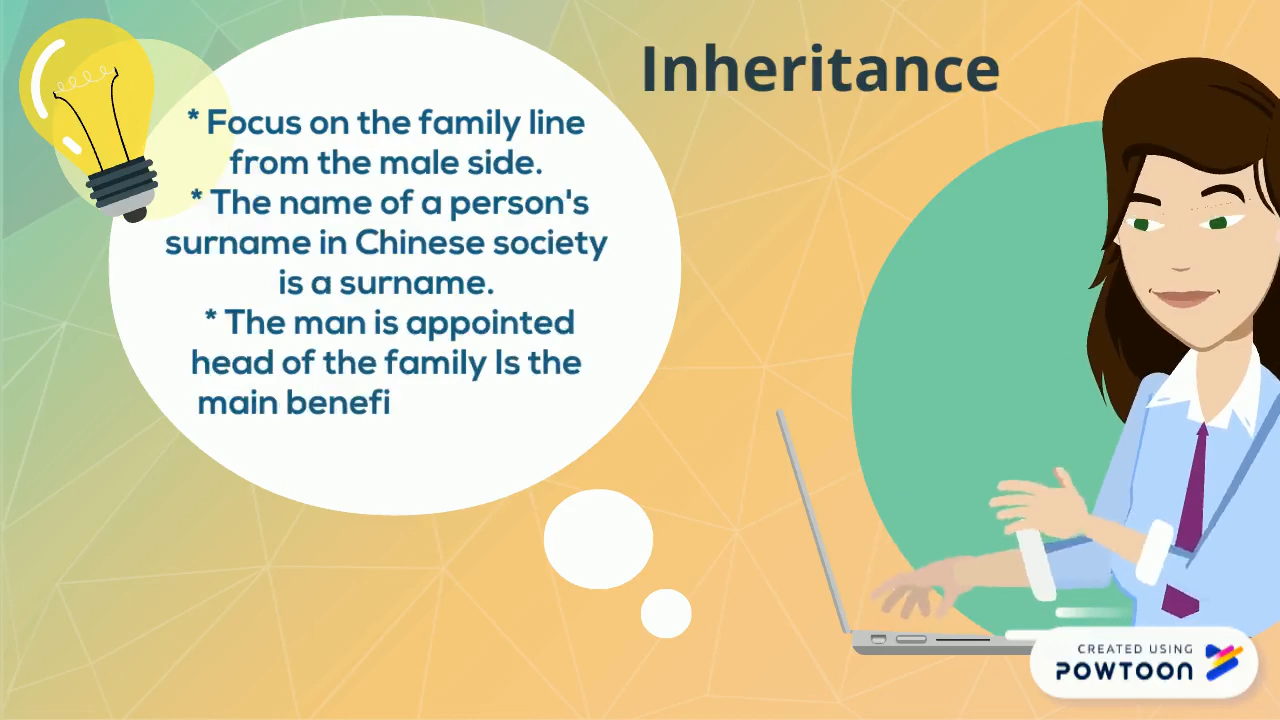 Inheritance
* Focus on the family line
from the male side.
* The name of a person's
surname in Chinese society
is a surname.
* The man is appointed
head of the family Is the
main benefi
CREATED USING
POWTOON